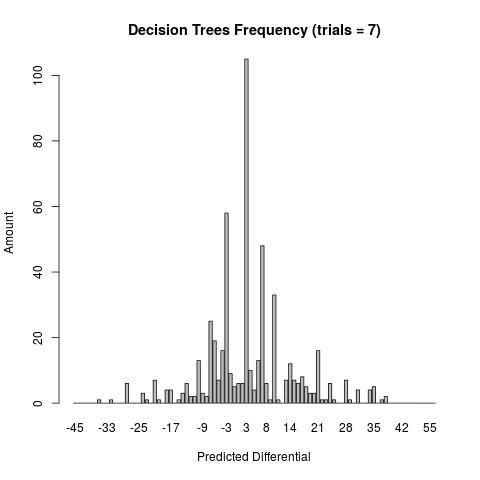 Decision Trees Frequency (trials = 7)
100
80
60
40
20
0
Amount
-45 -33 -25 -17 -9 -3 3 8 14 21 28 35 42 55
Predicted Differential